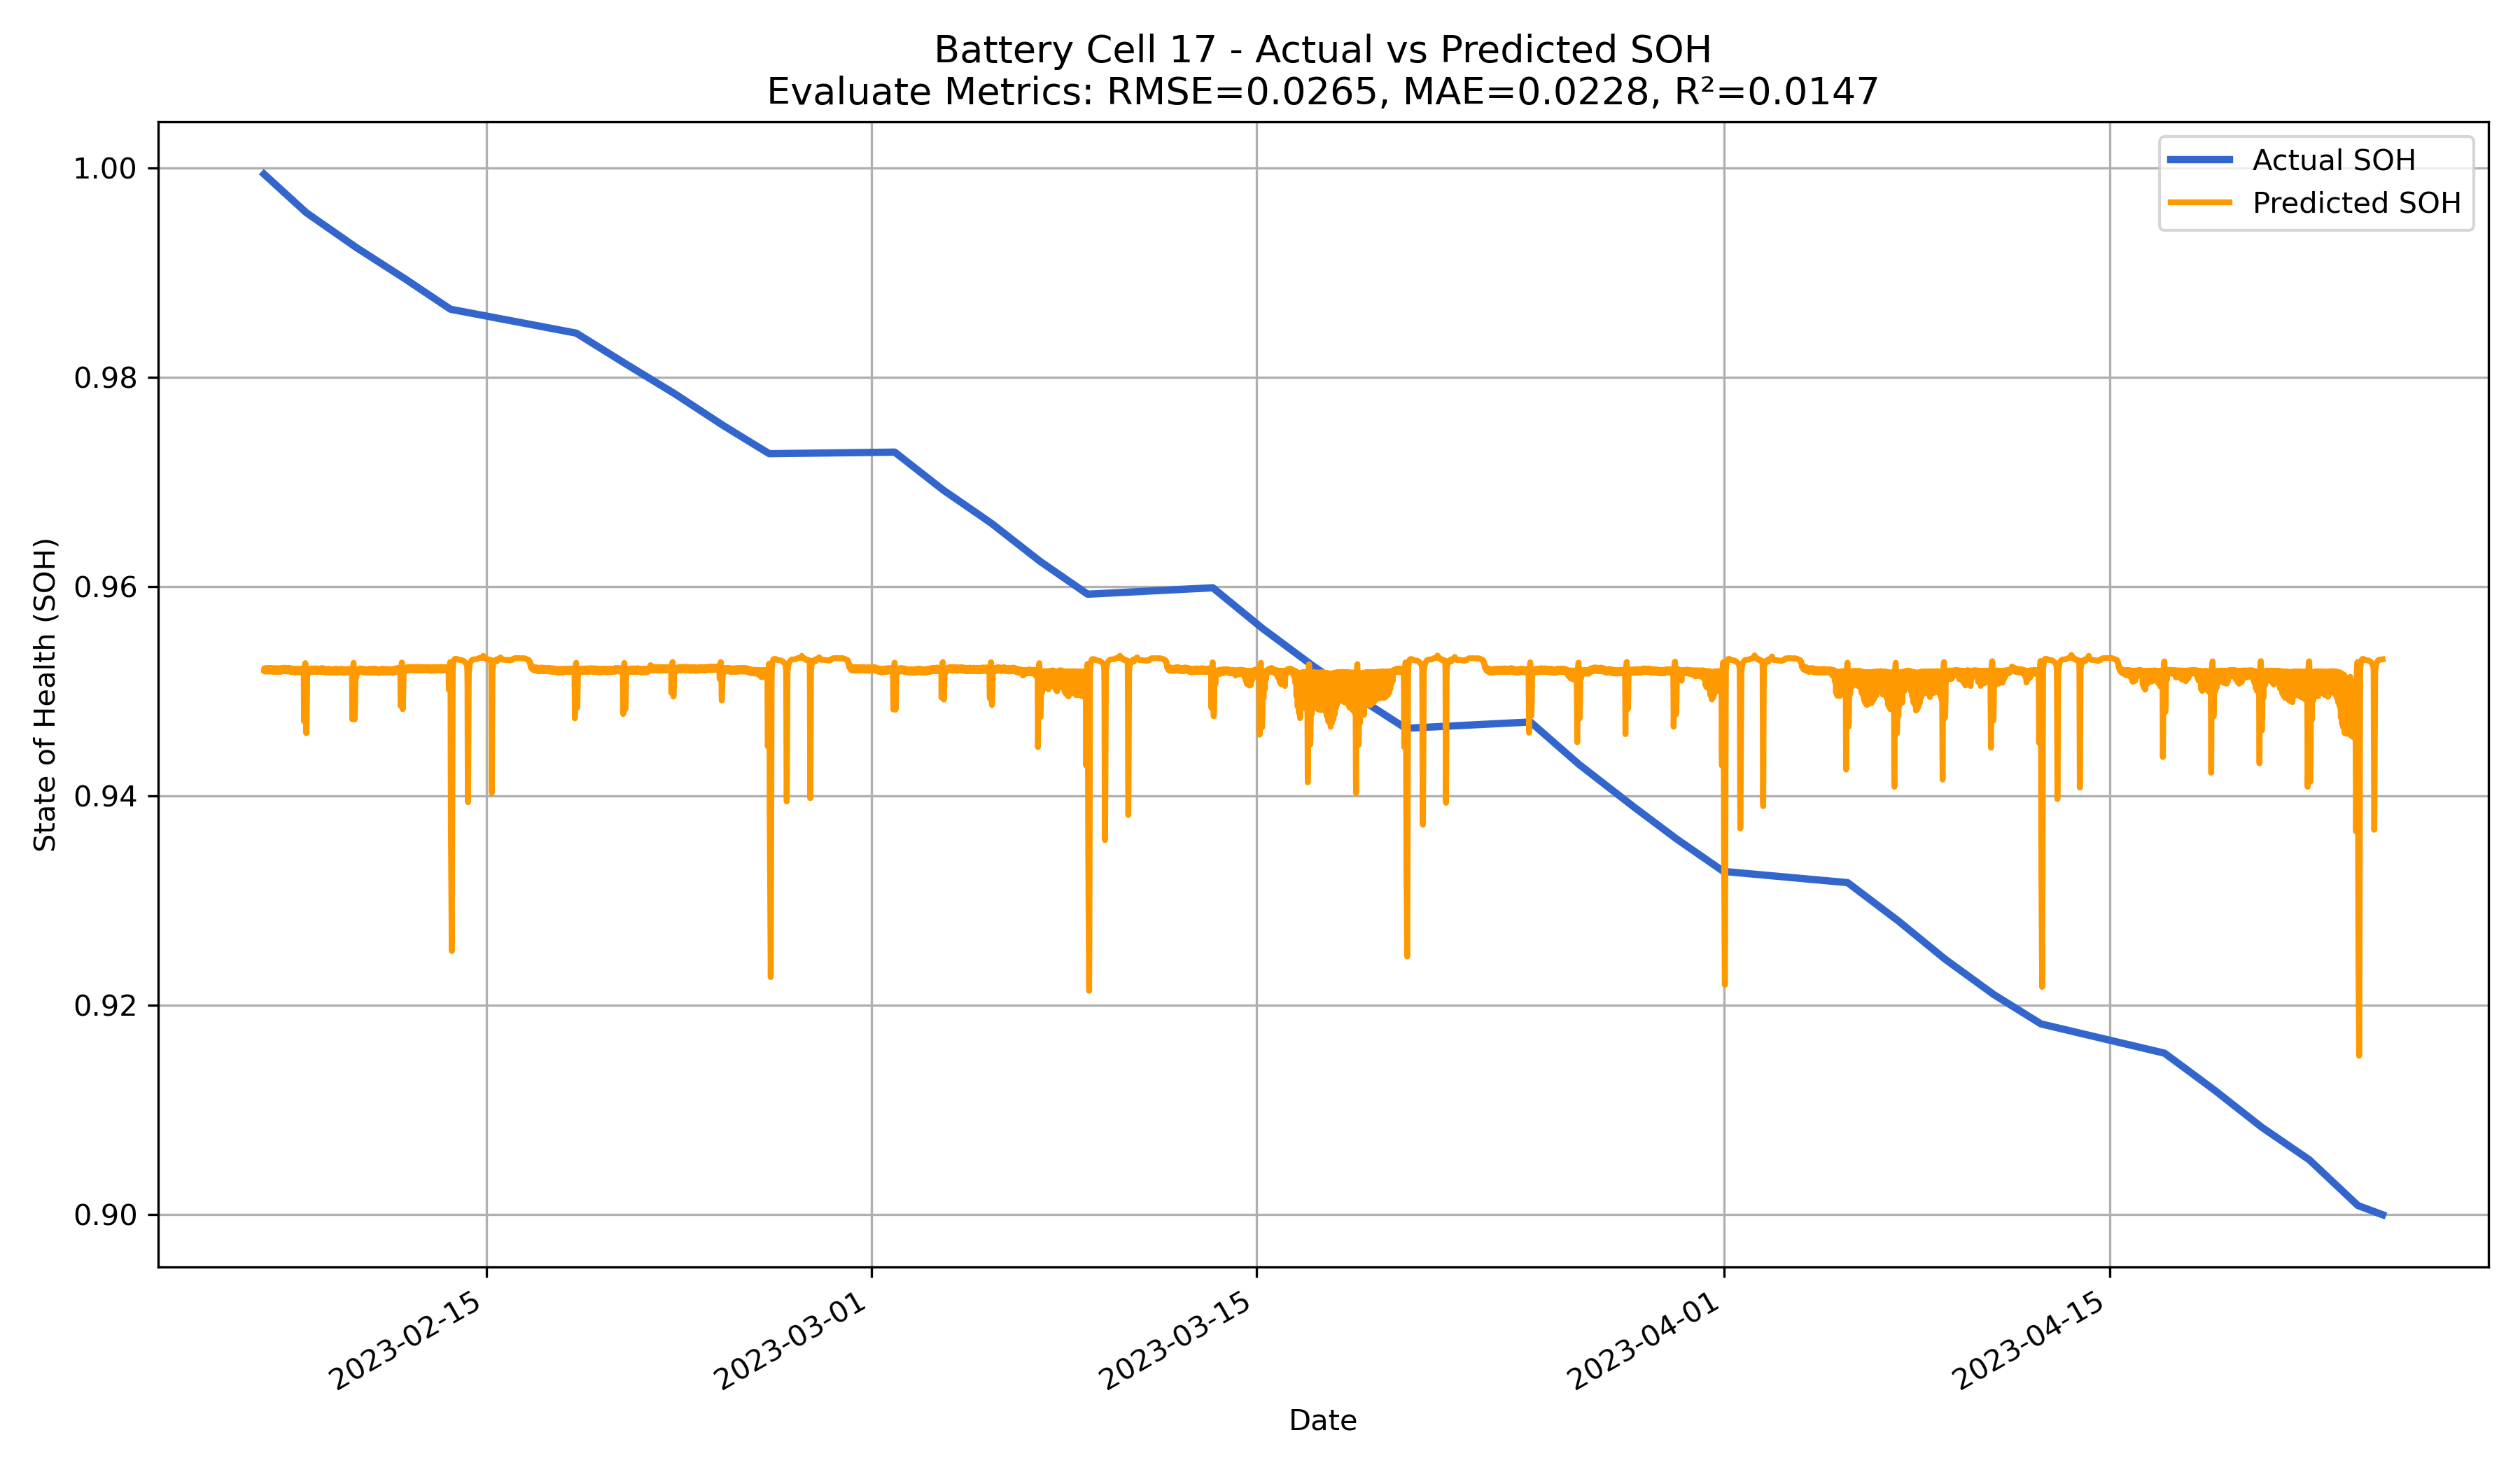 Battery Cell 17 - Actual vs Predicted SOH
Evaluate Metrics: RMSE=0.0265, MAE=0.0228, R²=0.0147
Actual SOH
Predicted SOH
State of Health (SOH)
1.00
0.98
0.96
0.94
0.92
0.90
2023-02-15
2023-03-01
2023-03-15
2023-04-01
2023-04-15
Date